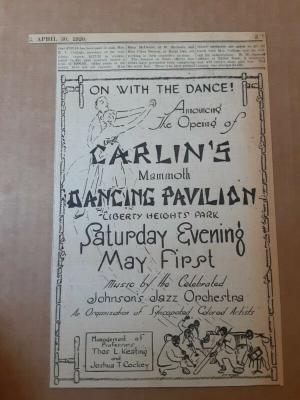 APRIL 30, 1920.
ON WITH THE DANCE!
Announcing
The Opening of
CARLIN'S
Mammoth
DANCING PAVILION
LIBERTY HEIGHTS PARK
Saturday Evening
May First
Music by the Celebrated
Johnson's Jazz Orchestra
An Organization of Syncopated Colored Artists
Management of
Professors
Thos L. Keating
and
Joshua T Cockey